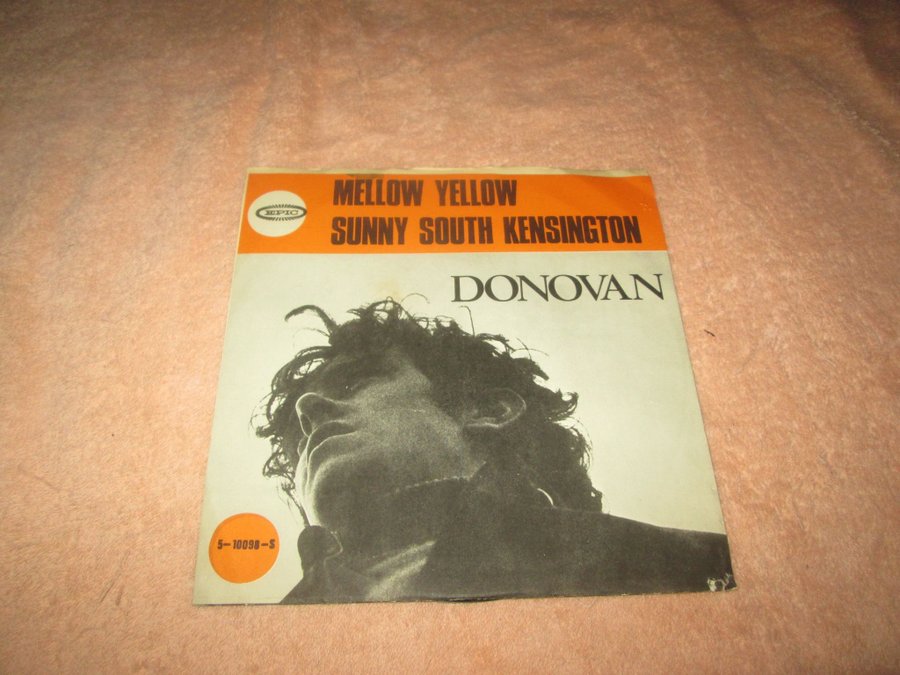 EPIC
MELLOW YELLOW
SUNNY SOUTH KENSINGTON
DONOVAN
5-10098-S